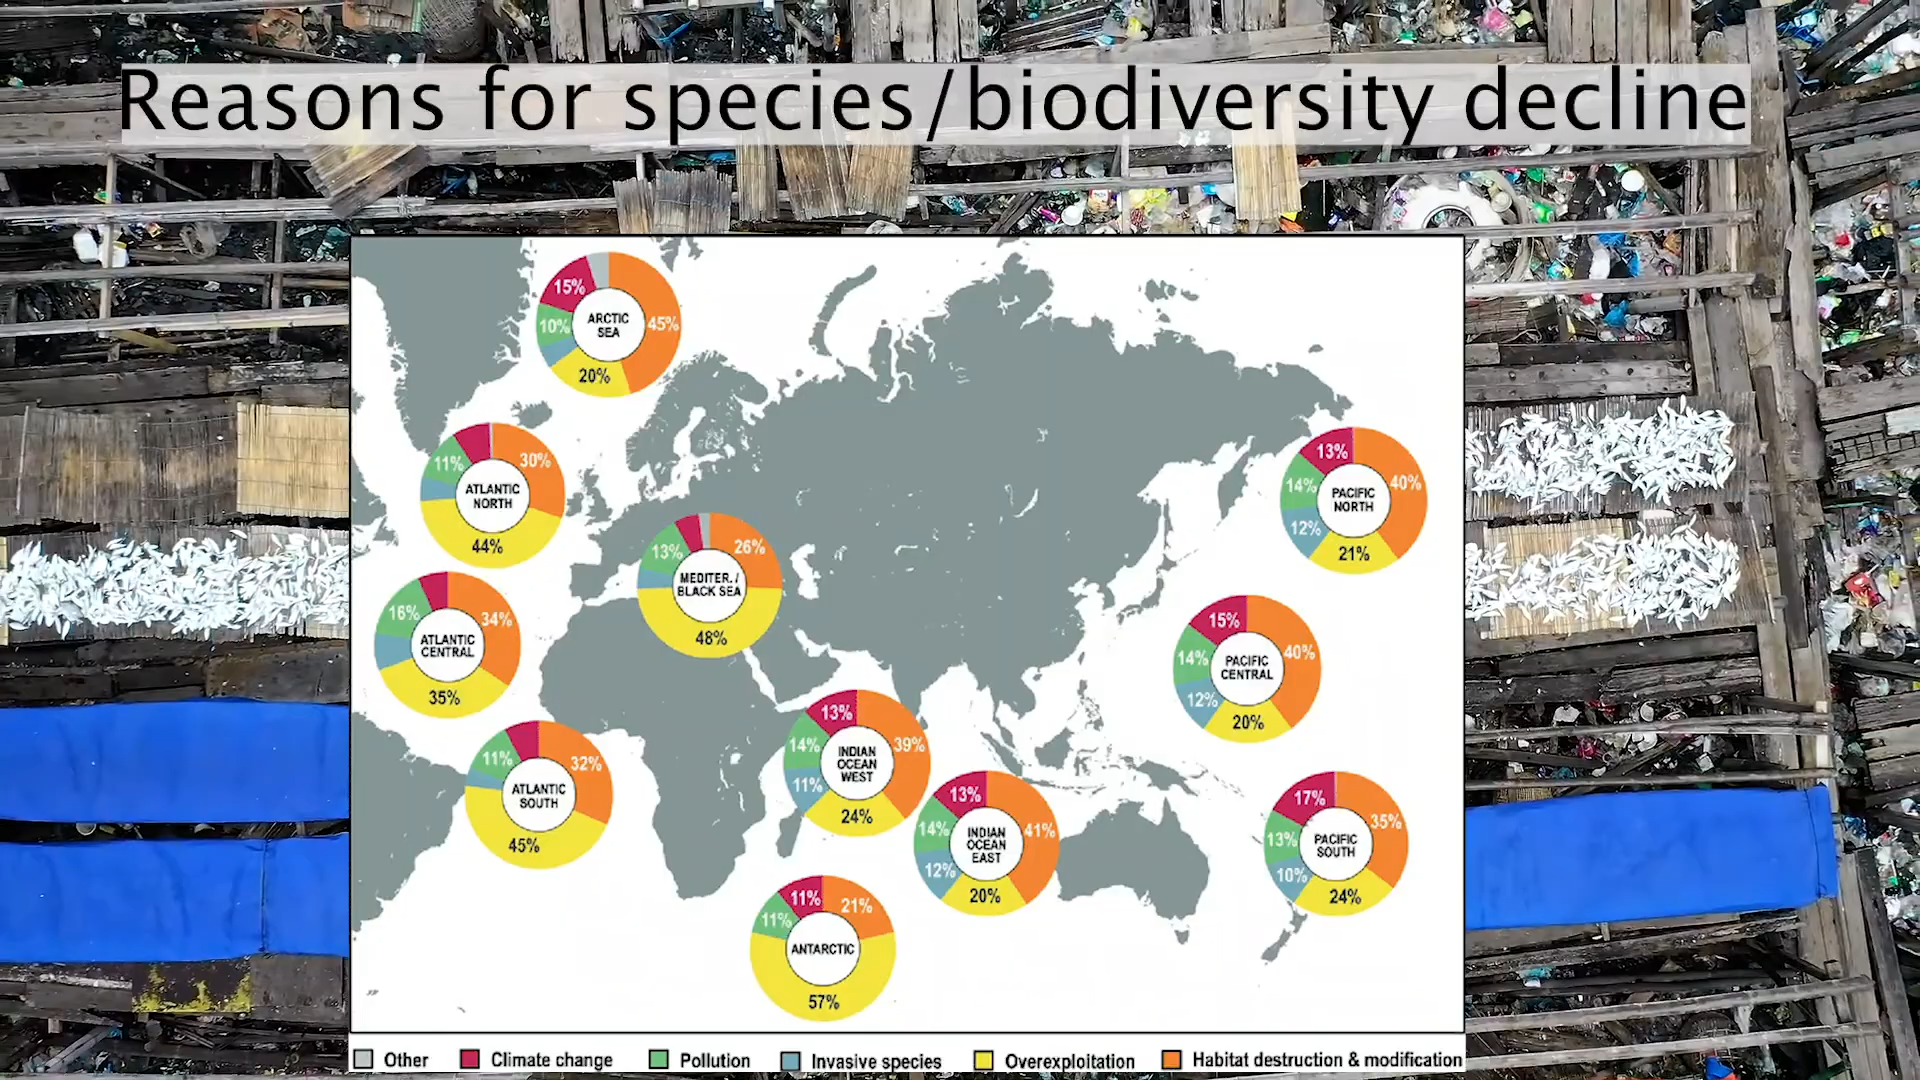 Reasons for species/biodiversity decline
15%
10%
ARCTIC
SEA
45%
20%
11%
30%
ATLANTIC
NORTH
44%
13%
26%
MEDITER. /
BLACK SEA
48%
13%
14%
40%
PACIFIC
NORTH
12%
21%
16%
34%
ATLANTIC
CENTRAL
35%
15%
14%
40%
PACIFIC
CENTRAL
12%
20%
11%
32%
ATLANTIC
SOUTH
45%
13%
14%
39%
INDIAN
OCEAN
WEST
11%
24%
13%
14%
41%
INDIAN
OCEAN
EAST
12%
20%
17%
35%
13%
PACIFIC
SOUTH
10%
24%
11%
21%
11%
ANTARCTIC
57%
Other Climate change Pollution Invasive species Overexploitation Habitat destruction & modification